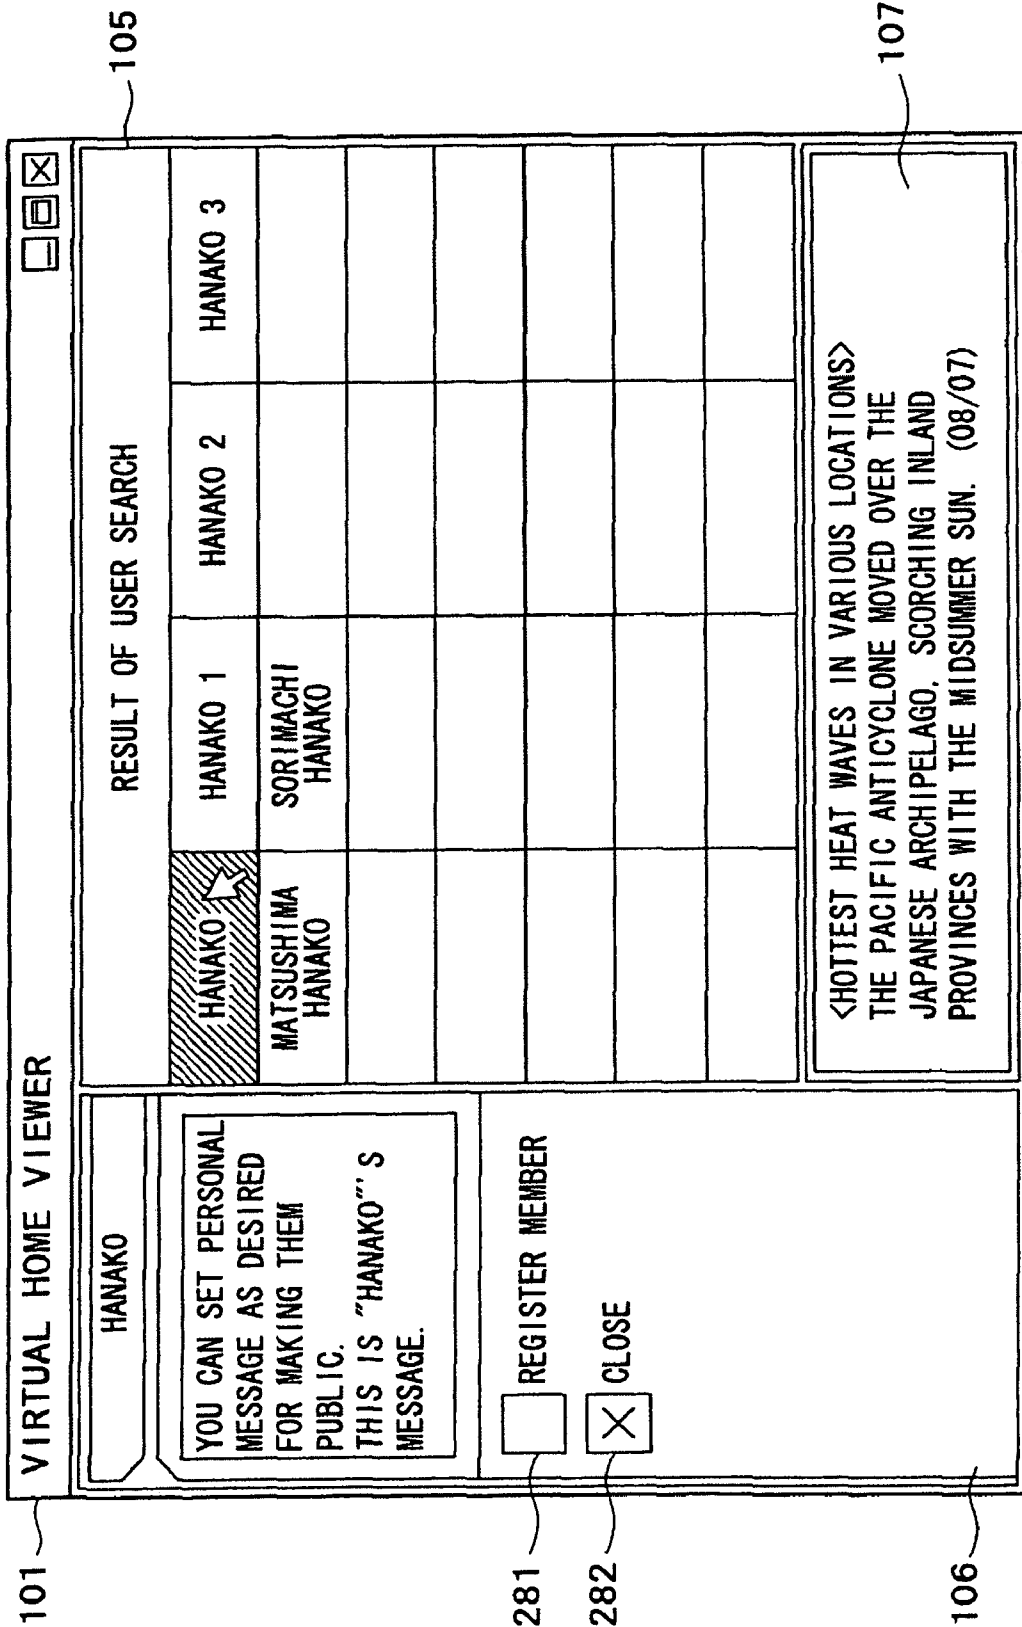 101
VIRTUAL HOME VIEWER
HANAKO
YOU CAN SET PERSONAL
MESSAGE AS DESIRED
FOR MAKING THEM
PUBLIC.
THIS IS "HANAKO"'S
MESSAGE.
281
REGISTER MEMBER
282
CLOSE
106
105
RESULT OF USER SEARCH
HANAKO
HANAKO 1
HANAKO 2
HANAKO 3
MATSUSHIMA
HANAKO
SORIMACHI
HANAKO
107
<HOTTEST HEAT WAVES IN VARIOUS LOCATIONS>
THE PACIFIC ANTICYCLONE MOVED OVER THE
JAPANESE ARCHIPELAGO, SCORCHING INLAND
PROVINCES WITH THE MIDSUMMER SUN. (08/07)